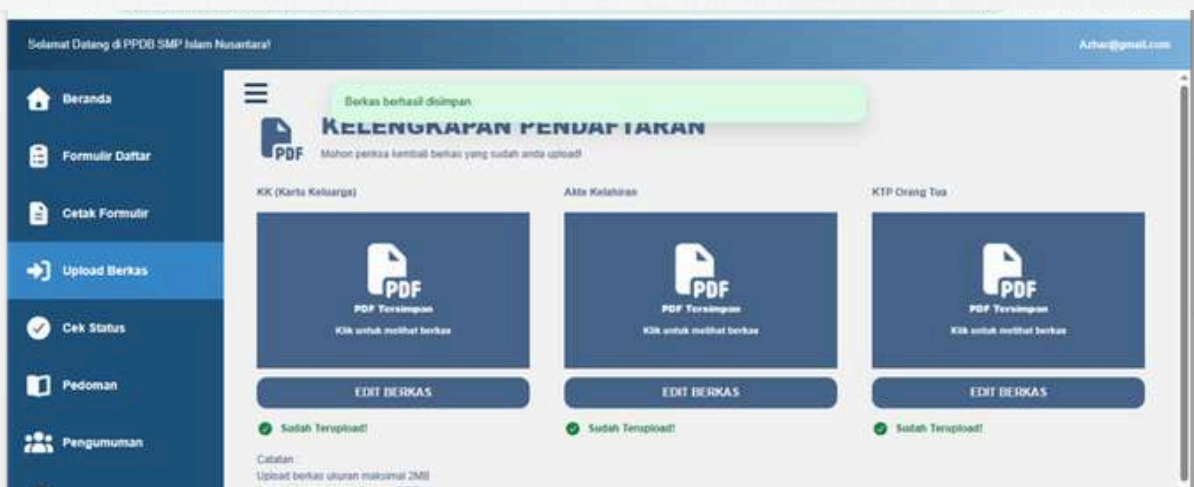 Selamat Datang di PPDB SMP Islam Nusantara!
Azhar@gmail.com
Beranda
Formulir Daftar
Cetak Formulir
Upload Berkas
Cek Status
Pedoman
Pengumuman
Berkas berhasil disimpan
KELENGKAPAN PENDAFTARAN
PDF
Mohon periksa kembali berkas yang sudah anda upload!
KK (Kartu Keluarga)
Akte Kelahiran
KTP Orang Tua
PDF
PDF Tersimpan
Klik untuk melihat berkas
PDF
PDF Tersimpan
Klik untuk melihat berkas
PDF
PDF Tersimpan
Klik untuk melihat berkas
EDIT BERKAS
EDIT BERKAS
EDIT BERKAS
Sudah Terupload!
Sudah Terupload!
Sudah Terupload!
Catatan :
Upload berkas ukuran maksimal 2MB